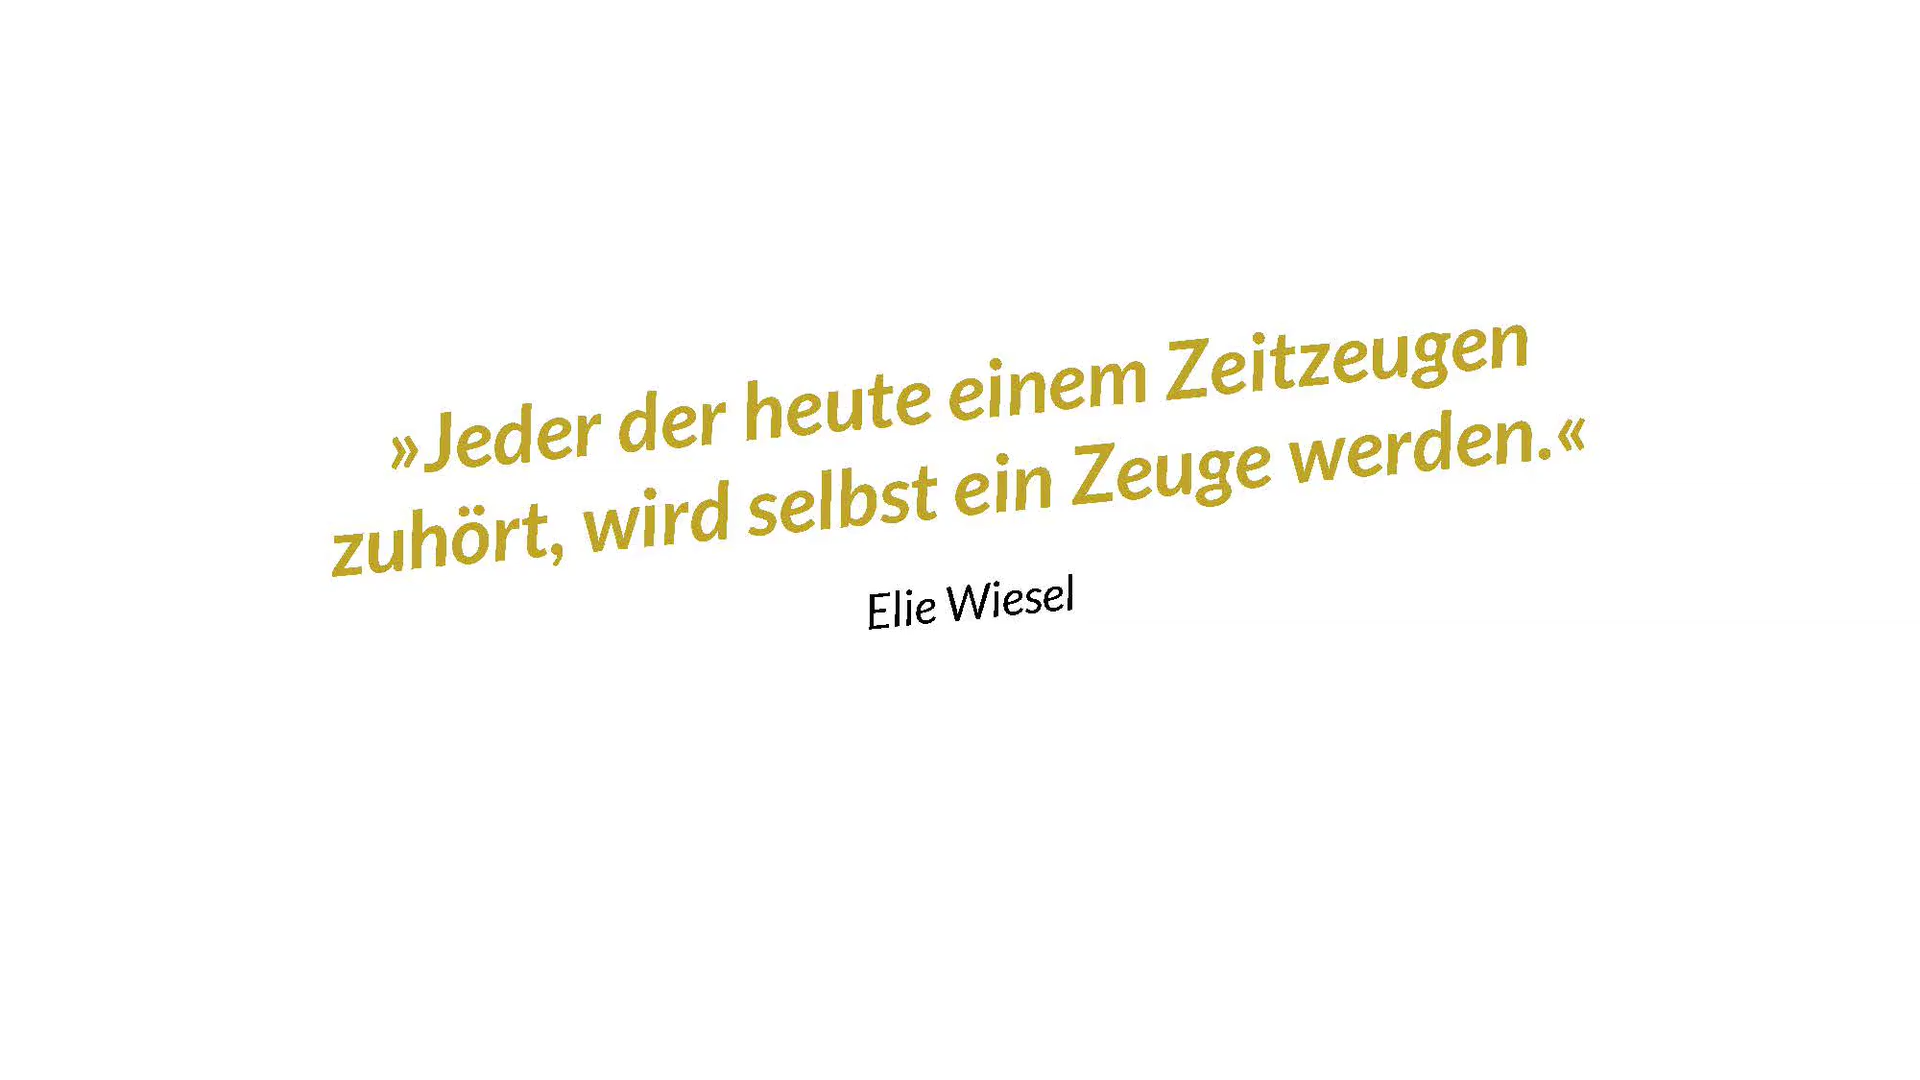 »Jeder der heute einem Zeitzeugen
zuhört, wird selbst ein Zeuge werden.«
Elie Wiesel